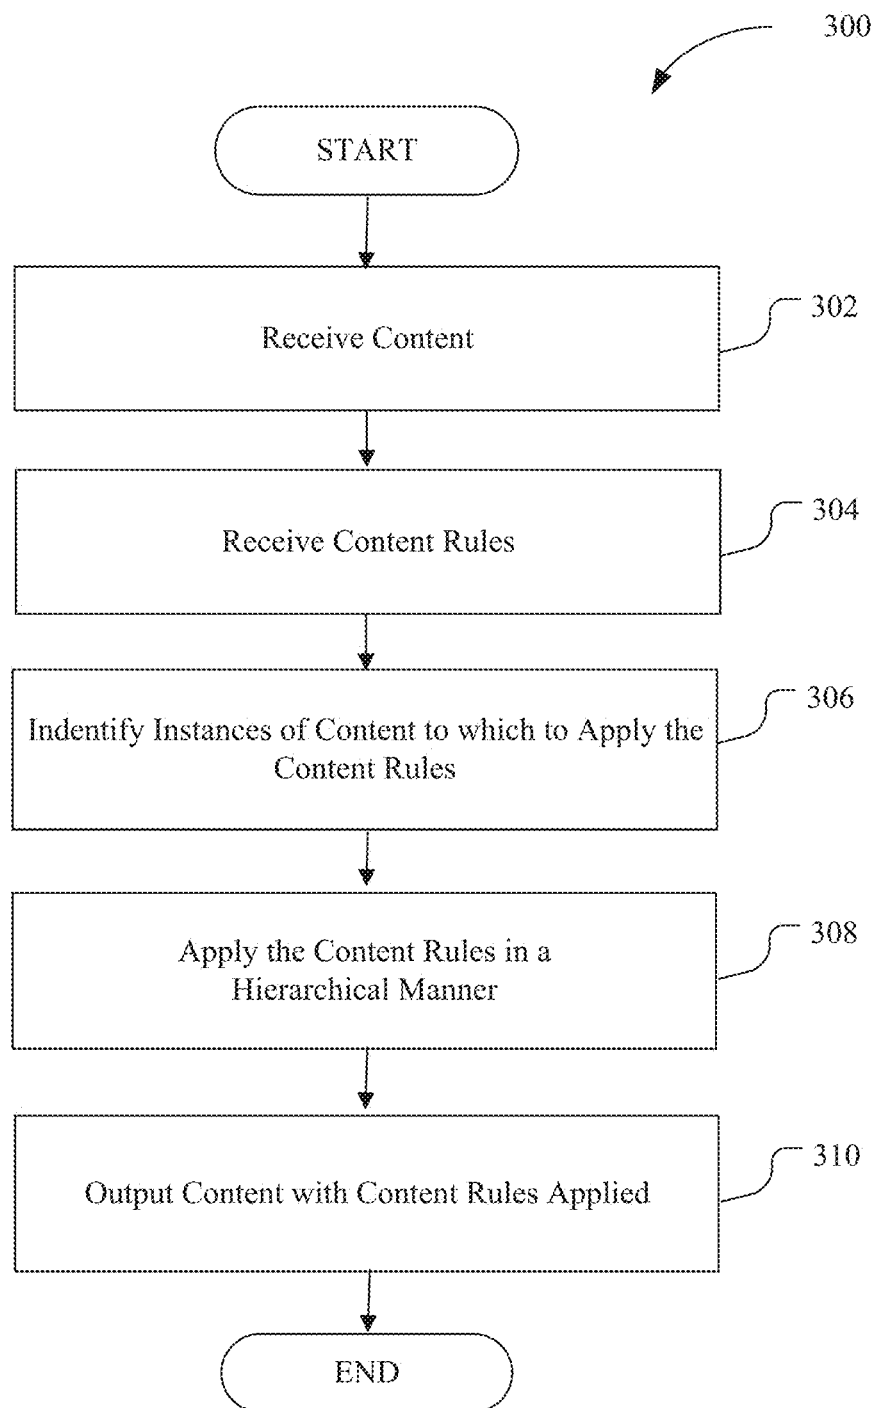 300
START
Receive Content
302
Receive Content Rules
304
Indentify Instances of Content to which to Apply the
Content Rules
306
Apply the Content Rules in a
Hierarchical Manner
308
Output Content with Content Rules Applied
310
END